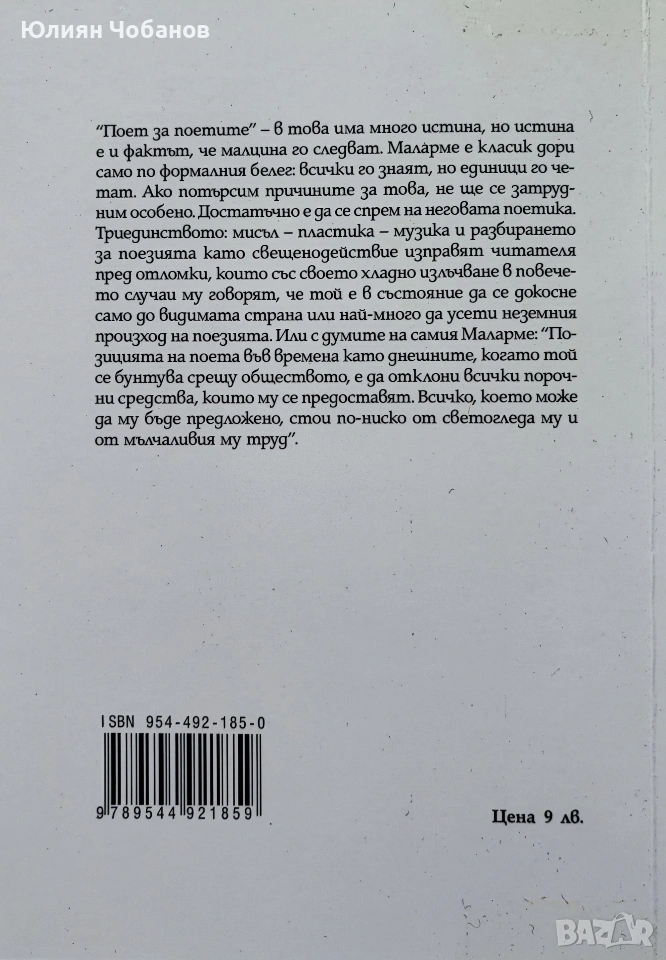 Юлиян Чобанов
"Поет за поетите" – в това има много истина, но истина
е и фактът, че малцина го следват. Маларме е класик дори
само по формалния белег: всички го знаят, но единици го че-
тат. Ако потърсим причините за това, не ще се затруд-
ним особено. Достатъчно е да се спрем на неговата поетика.
Триединството: мисъл – пластика – музика и разбирането
за поезията като свещенодействие изправят читателя
пред отломки, които със своето хладно излъчване в повече-
то случаи му говорят, че той е в състояние да се докосне
само до видимата страна или най-много да усети неземния
произход на поезията. Или с думите на самия Маларме: "По-
зицията на поета във времена като днешните, когато той
се бунтува срещу обществото, е да отклони всички пороч-
ни средства, които му се предоставят. Всичко, което може
да му бъде предложено, стои по-ниско от светогледа му и
от мълчаливия му труд".
ISBN 954-492-185-0
9 789544 921859
Цена 9 лв.
BAZAR